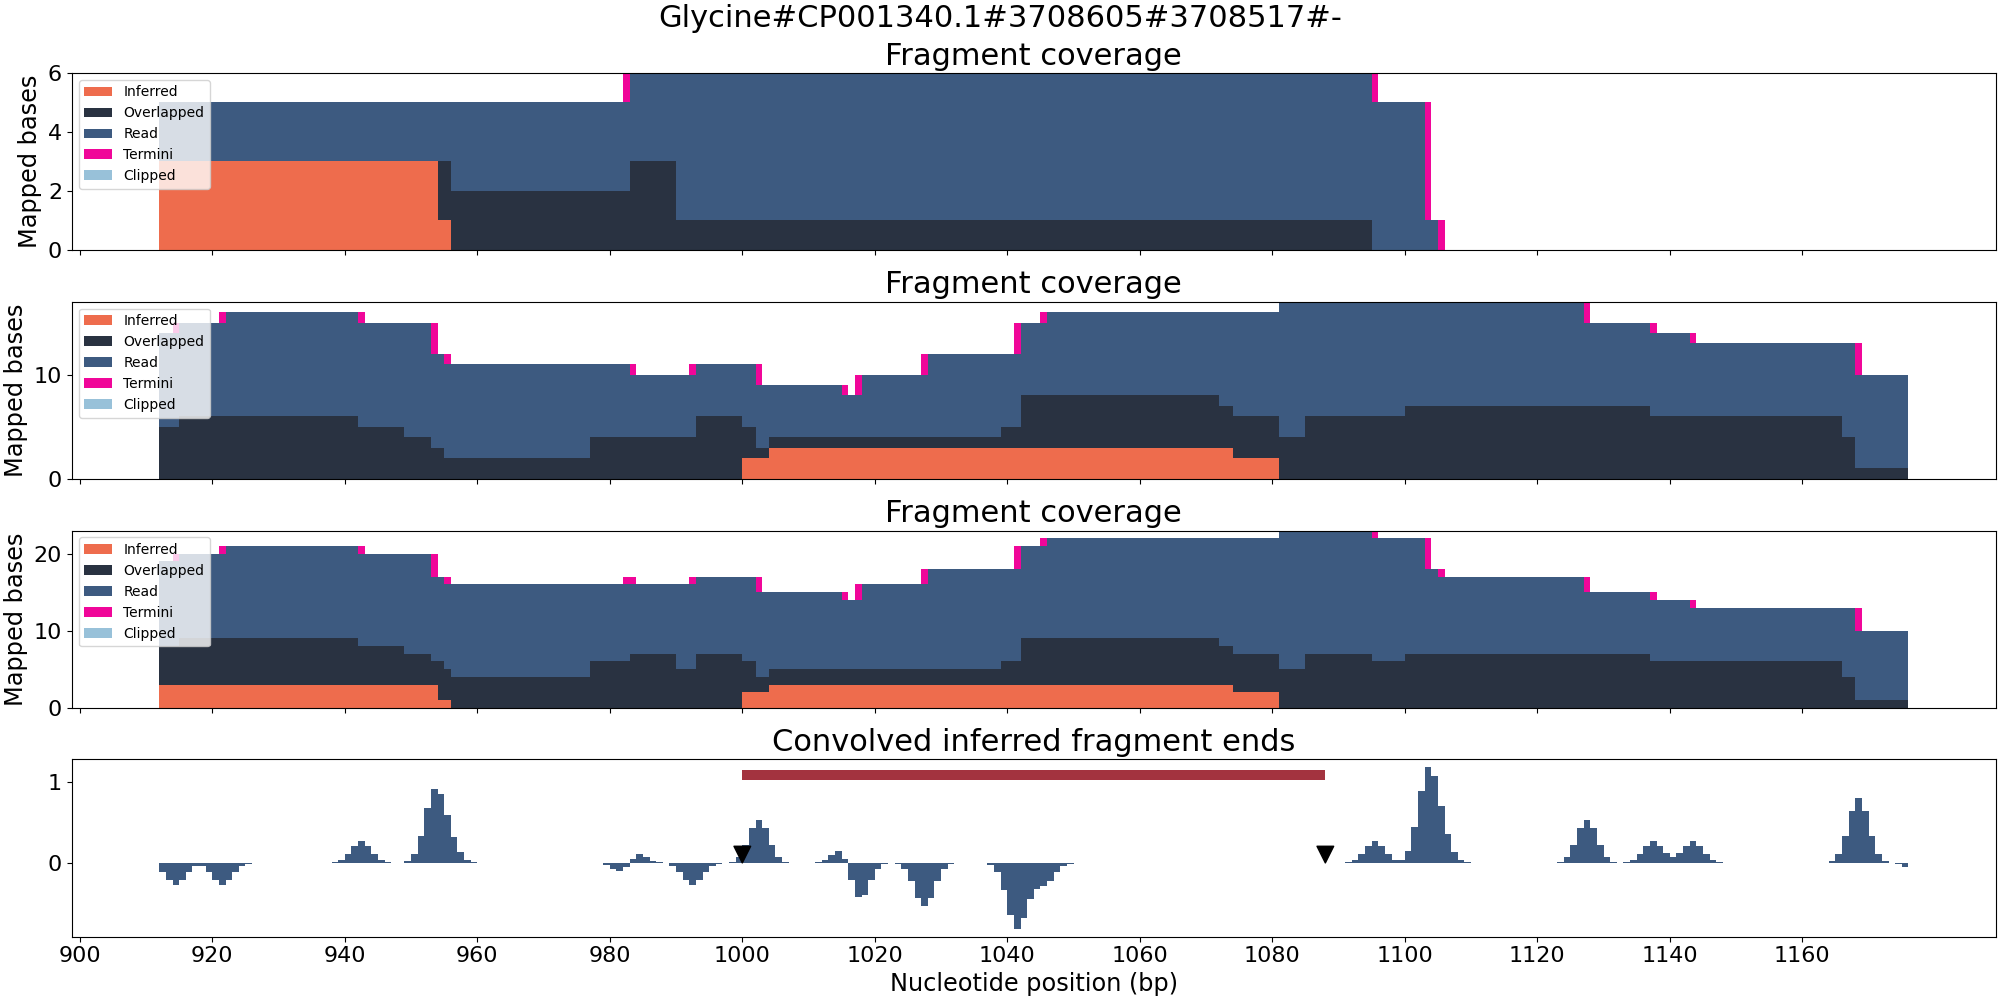 Glycine#CP001340.1#3708605#3708517#-
Fragment coverage
Mapped bases
6
4
2
0
Inferred
Overlapped
Read
Termini
Clipped
Fragment coverage
Mapped bases
10
0
Inferred
Overlapped
Read
Termini
Clipped
Fragment coverage
Mapped bases
20
10
0
Inferred
Overlapped
Read
Termini
Clipped
Convolved inferred fragment ends
1
0
900 920 940 960 980 1000 1020 1040 1060 1080 1100 1120 1140 1160
Nucleotide position (bp)